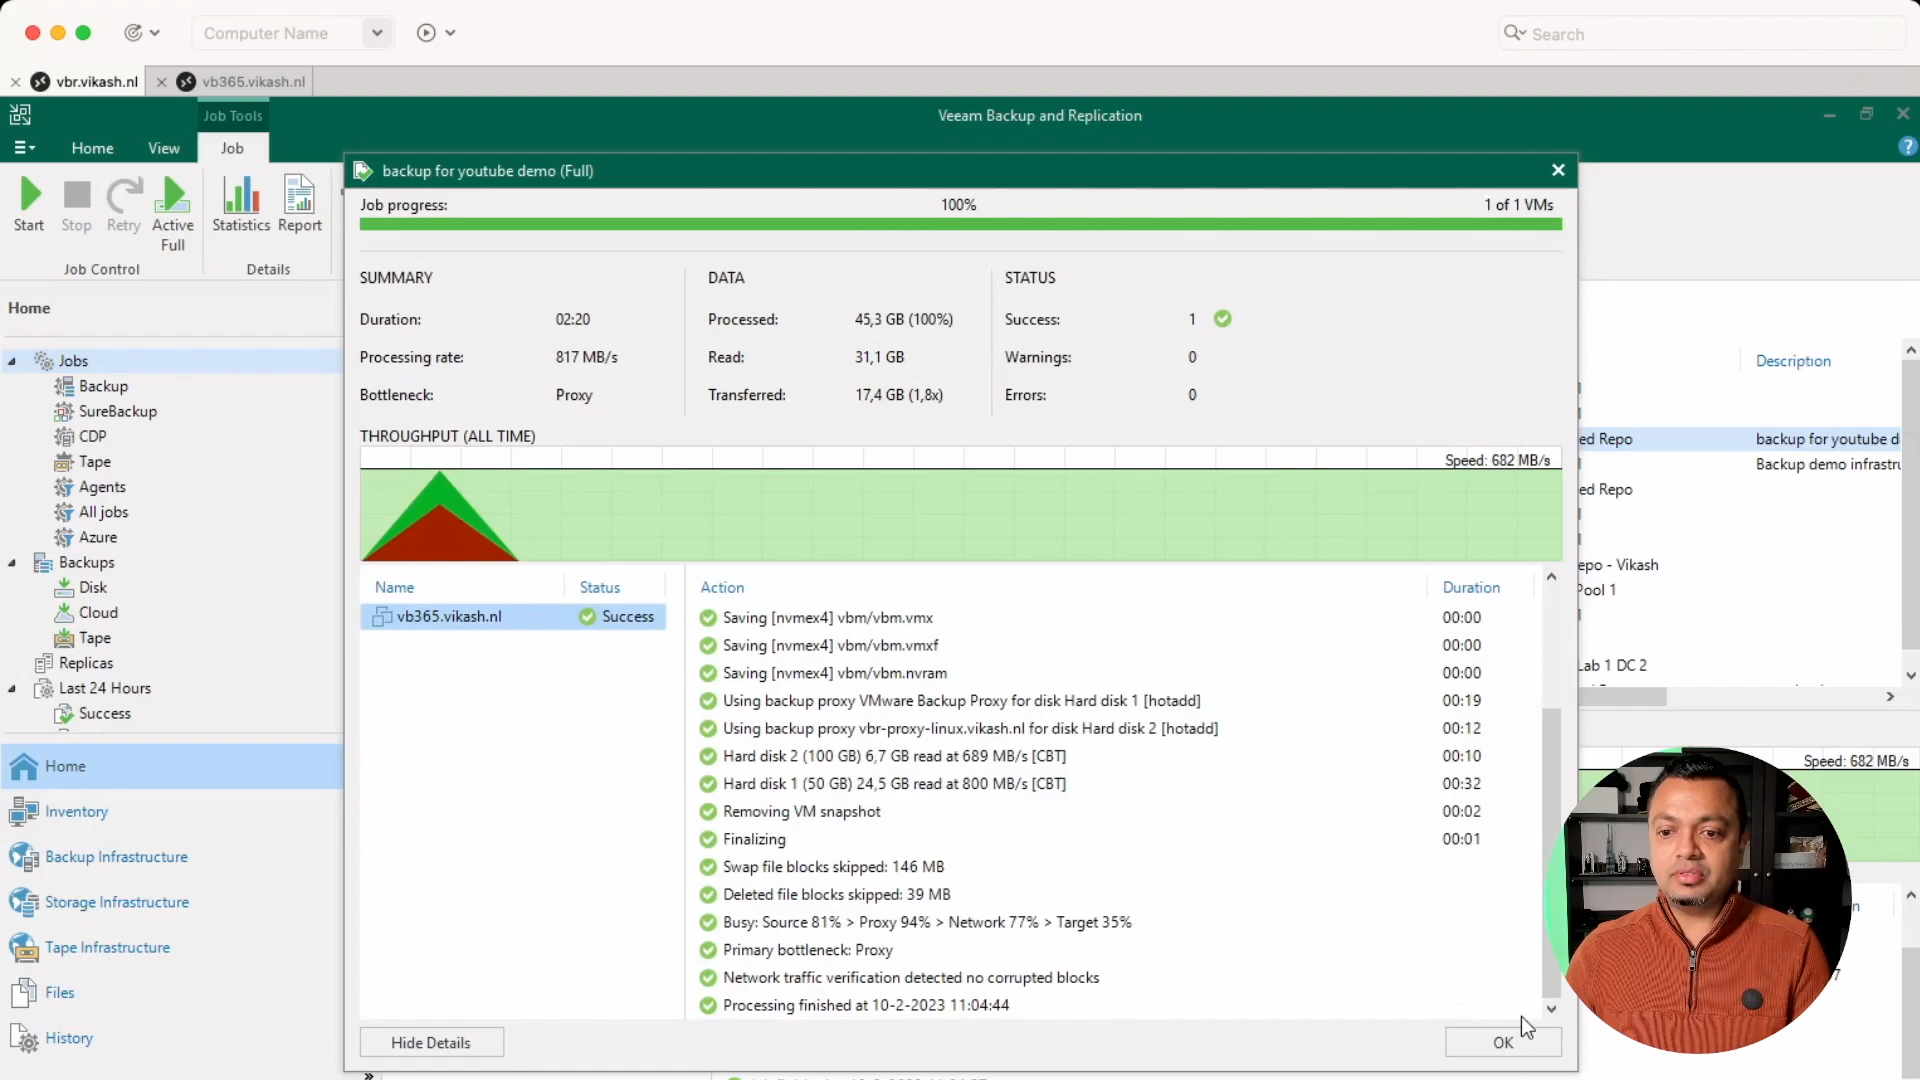 Computer Name
Search
vbr.vikash.nl
vb365.vikash.nl
Job Tools
Veeam Backup and Replication
Home
View
Job
?
Start
Stop
Retry
Active
Full
Statistics
Report
Job Control
Details
backup for youtube demo (Full)
Job progress:
100%
1 of 1 VMs
SUMMARY
DATA
STATUS
Duration:
02:20
Processed:
45,3 GB (100%)
Success:
1
Processing rate:
817 MB/s
Read:
31,1 GB
Warnings:
0
Bottleneck:
Proxy
Transferred:
17,4 GB (1,8x)
Errors:
0
THROUGHPUT (ALL TIME)
Speed: 682 MB/s
Name
Status
vb365.vikash.nl
Success
Action
Duration
Saving [nvmex4] vbm/vbm.vmx
00:00
Saving [nvmex4] vbm/vbm.vmxf
00:00
Saving [nvmex4] vbm/vbm.nvram
00:00
Using backup proxy VMware Backup Proxy for disk Hard disk 1 [hotadd]
00:19
Using backup proxy vbr-proxy-linux.vikash.nl for disk Hard disk 2 [hotadd]
00:12
Hard disk 2 (100 GB) 6,7 GB read at 689 MB/s [CBT]
00:10
Hard disk 1 (50 GB) 24,5 GB read at 800 MB/s [CBT]
00:32
Removing VM snapshot
00:02
Finalizing
00:01
Swap file blocks skipped: 146 MB
Deleted file blocks skipped: 39 MB
Busy: Source 81% > Proxy 94% > Network 77% > Target 35%
Primary bottleneck: Proxy
Network traffic verification detected no corrupted blocks
Processing finished at 10-2-2023 11:04:44
Hide Details
OK
Home
Jobs
Backup
SureBackup
CDP
Tape
Agents
All jobs
Azure
Backups
Disk
Cloud
Tape
Replicas
Last 24 Hours
Success
Home
Inventory
Backup Infrastructure
Storage Infrastructure
Tape Infrastructure
Files
History
Description
ed Repo
backup for youtube d
Backup demo infrastru
ed Repo
epo - Vikash
Pool 1
Lab 1 DC 2
Speed: 682 MB/s